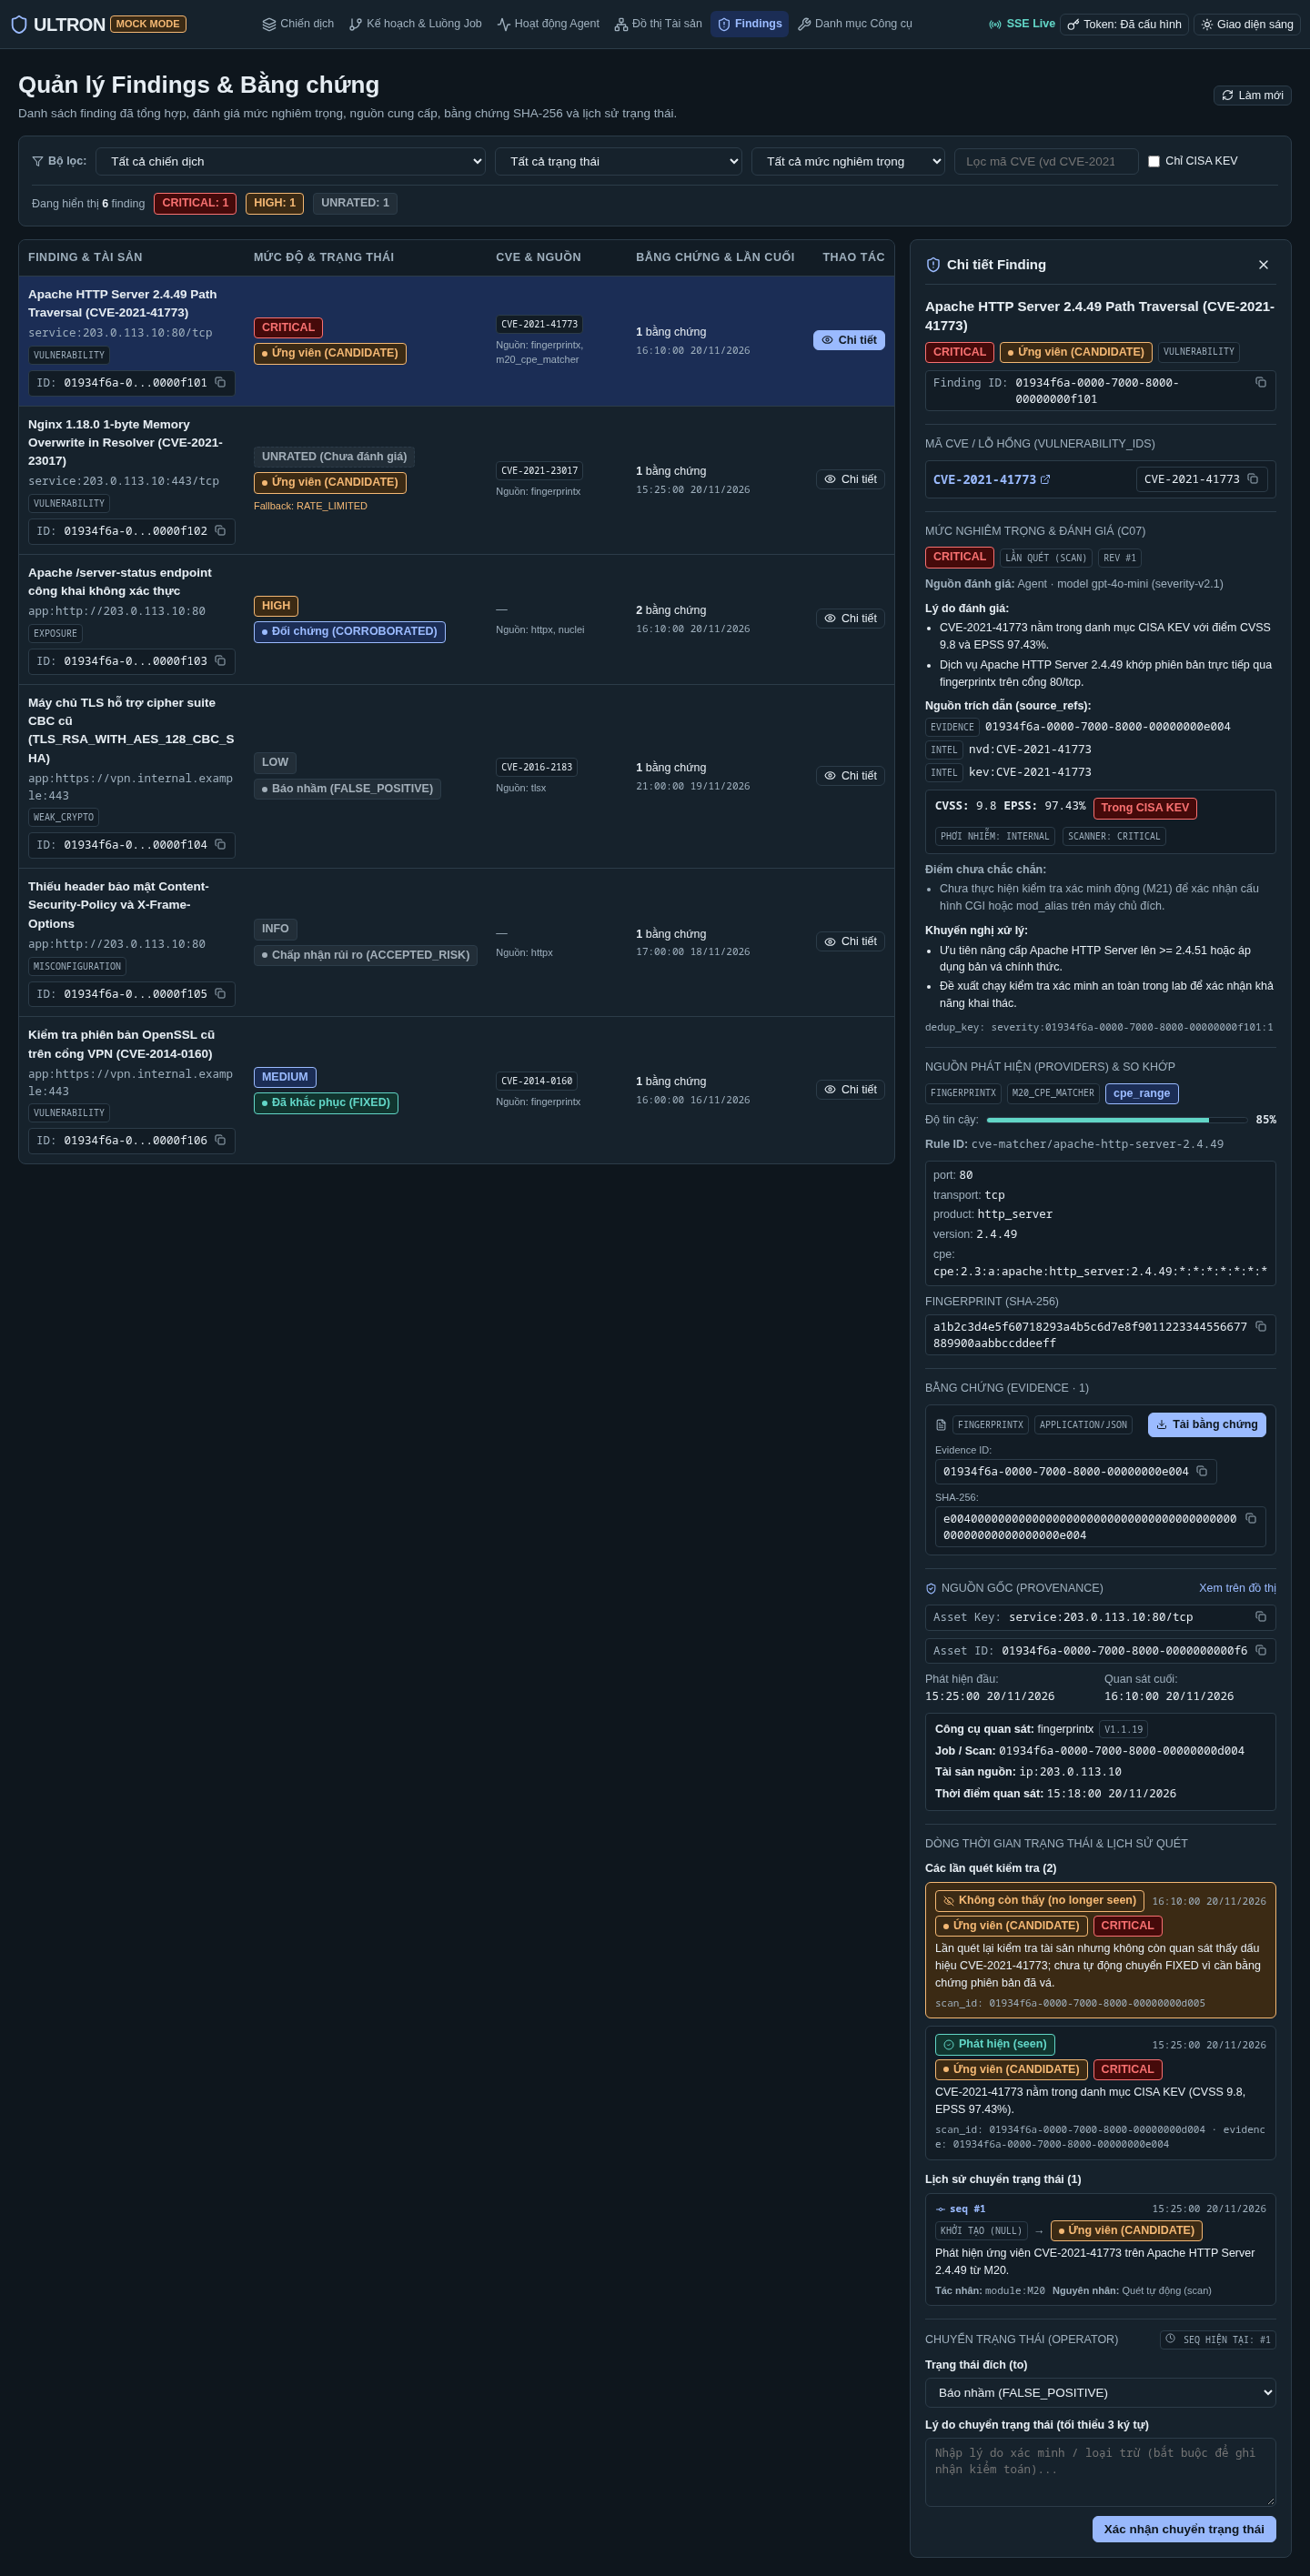 ULTRON MOCK MODE Chiến dịch Kế hoạch & Luồng Job Hoạt động Agent Đồ thị Tài sản Findings Danh mục Công cụ SSE Live Token: Đã cấu hình Giao diện sáng
Quản lý Findings & Bằng chứng
Làm mới
Danh sách finding đã tổng hợp, đánh giá mức nghiêm trọng, nguồn cung cấp, bằng chứng SHA-256 và lịch sử trạng thái.
Bộ lọc: Tất cả chiến dịch Tất cả trạng thái Tất cả mức nghiêm trọng Lọc mã CVE (vd CVE-2021 Chỉ CISA KEV
Đang hiển thị 6 finding CRITICAL: 1 HIGH: 1 UNRATED: 1
FINDING & TÀI SẢN MỨC ĐỘ & TRẠNG THÁI CVE & NGUỒN BẰNG CHỨNG & LẦN CUỐI THAO TÁC
Apache HTTP Server 2.4.49 Path
Traversal (CVE-2021-41773)
service:203.0.113.10:80/tcp
VULNERABILITY
ID: 01934f6a-0...0000f101
CRITICAL
Ứng viên (CANDIDATE)
CVE-2021-41773
Nguồn: fingerprintx,
m20_cpe_matcher
1 bằng chứng
16:10:00 20/11/2026
Chi tiết
Nginx 1.18.0 1-byte Memory
Overwrite in Resolver (CVE-2021-
23017)
service:203.0.113.10:443/tcp
VULNERABILITY
ID: 01934f6a-0...0000f102
UNRATED (Chưa đánh giá)
Ứng viên (CANDIDATE)
Fallback: RATE_LIMITED
CVE-2021-23017
Nguồn: fingerprintx
1 bằng chứng
15:25:00 20/11/2026
Chi tiết
Apache /server-status endpoint
công khai không xác thực
app:http://203.0.113.10:80
EXPOSURE
ID: 01934f6a-0...0000f103
HIGH
Đối chứng (CORROBORATED)
—
Nguồn: httpx, nuclei
2 bằng chứng
16:10:00 20/11/2026
Chi tiết
Máy chủ TLS hỗ trợ cipher suite
CBC cũ
(TLS_RSA_WITH_AES_128_CBC_S
HA)
app:https://vpn.internal.examp
le:443
WEAK_CRYPTO
ID: 01934f6a-0...0000f104
LOW
Báo nhầm (FALSE_POSITIVE)
CVE-2016-2183
Nguồn: tlsx
1 bằng chứng
21:00:00 19/11/2026
Chi tiết
Thiếu header bảo mật Content-
Security-Policy và X-Frame-
Options
app:http://203.0.113.10:80
MISCONFIGURATION
ID: 01934f6a-0...0000f105
INFO
Chấp nhận rủi ro (ACCEPTED_RISK)
—
Nguồn: httpx
1 bằng chứng
17:00:00 18/11/2026
Chi tiết
Kiểm tra phiên bản OpenSSL cũ
trên cổng VPN (CVE-2014-0160)
app:https://vpn.internal.examp
le:443
VULNERABILITY
ID: 01934f6a-0...0000f106
MEDIUM
Đã khắc phục (FIXED)
CVE-2014-0160
Nguồn: fingerprintx
1 bằng chứng
16:00:00 16/11/2026
Chi tiết
Chi tiết Finding
Apache HTTP Server 2.4.49 Path Traversal (CVE-2021-
41773)
CRITICAL Ứng viên (CANDIDATE) VULNERABILITY
Finding ID: 01934f6a-0000-7000-8000-
00000000f101
MÃ CVE / LỖ HỔNG (VULNERABILITY_IDS)
CVE-2021-41773 CVE-2021-41773
MỨC NGHIÊM TRỌNG & ĐÁNH GIÁ (C07)
CRITICAL LẦN QUÉT (SCAN) REV #1
Nguồn đánh giá: Agent · model gpt-4o-mini (severity-v2.1)
Lý do đánh giá:
• CVE-2021-41773 nằm trong danh mục CISA KEV với điểm CVSS
9.8 và EPSS 97.43%.
• Dịch vụ Apache HTTP Server 2.4.49 khớp phiên bản trực tiếp qua
fingerprintx trên cổng 80/tcp.
Nguồn trích dẫn (source_refs):
EVIDENCE 01934f6a-0000-7000-8000-00000000e004
INTEL nvd:CVE-2021-41773
INTEL kev:CVE-2021-41773
CVSS: 9.8 EPSS: 97.43% Trong CISA KEV
PHƠI NHIỄM: INTERNAL SCANNER: CRITICAL
Điểm chưa chắc chắn:
• Chưa thực hiện kiểm tra xác minh động (M21) để xác nhận cấu
hình CGI hoặc mod_alias trên máy chủ đích.
Khuyến nghị xử lý:
• Ưu tiên nâng cấp Apache HTTP Server lên >= 2.4.51 hoặc áp
dụng bản vá chính thức.
• Đề xuất chạy kiểm tra xác minh an toàn trong lab để xác nhận khả
năng khai thác.
dedup_key: severity:01934f6a-0000-7000-8000-00000000f101:1
NGUỒN PHÁT HIỆN (PROVIDERS) & SO KHỚP
FINGERPRINTX M20_CPE_MATCHER cpe_range
Độ tin cậy: 85%
Rule ID: cve-matcher/apache-http-server-2.4.49
port: 80
transport: tcp
product: http_server
version: 2.4.49
cpe:
cpe:2.3:a:apache:http_server:2.4.49:*:*:*:*:*:*:*
FINGERPRINT (SHA-256)
a1b2c3d4e5f60718293a4b5c6d7e8f9011223344556677
889900aabbccddeeff
BẰNG CHỨNG (EVIDENCE · 1)
FINGERPRINTX APPLICATION/JSON Tải bằng chứng
Evidence ID:
01934f6a-0000-7000-8000-00000000e004
SHA-256:
e004000000000000000000000000000000000000000000
00000000000000e004
NGUỒN GỐC (PROVENANCE) Xem trên đồ thị
Asset Key: service:203.0.113.10:80/tcp
Asset ID: 01934f6a-0000-7000-8000-0000000000f6
Phát hiện đầu: Quan sát cuối:
15:25:00 20/11/2026 16:10:00 20/11/2026
Công cụ quan sát: fingerprintx V1.1.19
Job / Scan: 01934f6a-0000-7000-8000-00000000d004
Tài sản nguồn: ip:203.0.113.10
Thời điểm quan sát: 15:18:00 20/11/2026
DÒNG THỜI GIAN TRẠNG THÁI & LỊCH SỬ QUÉT
Các lần quét kiểm tra (2)
Không còn thấy (no longer seen) 16:10:00 20/11/2026
Ứng viên (CANDIDATE) CRITICAL
Lần quét lại kiểm tra tài sản nhưng không còn quan sát thấy dấu
hiệu CVE-2021-41773; chưa tự động chuyển FIXED vì cần bằng
chứng phiên bản đã vá.
scan_id: 01934f6a-0000-7000-8000-00000000d005
Phát hiện (seen) 15:25:00 20/11/2026
Ứng viên (CANDIDATE) CRITICAL
CVE-2021-41773 nằm trong danh mục CISA KEV (CVSS 9.8,
EPSS 97.43%).
scan_id: 01934f6a-0000-7000-8000-00000000d004 · evidenc
e: 01934f6a-0000-7000-8000-00000000e004
Lịch sử chuyển trạng thái (1)
seq #1 15:25:00 20/11/2026
KHỞI TẠO (NULL) → Ứng viên (CANDIDATE)
Phát hiện ứng viên CVE-2021-41773 trên Apache HTTP Server
2.4.49 từ M20.
Tác nhân: module:M20 Nguyên nhân: Quét tự động (scan)
CHUYỂN TRẠNG THÁI (OPERATOR) SEQ HIỆN TẠI: #1
Trạng thái đích (to)
Báo nhầm (FALSE_POSITIVE)
Lý do chuyển trạng thái (tối thiểu 3 ký tự)
Nhập lý do xác minh / loại trừ (bắt buộc để ghi
nhận kiểm toán)...
Xác nhận chuyển trạng thái